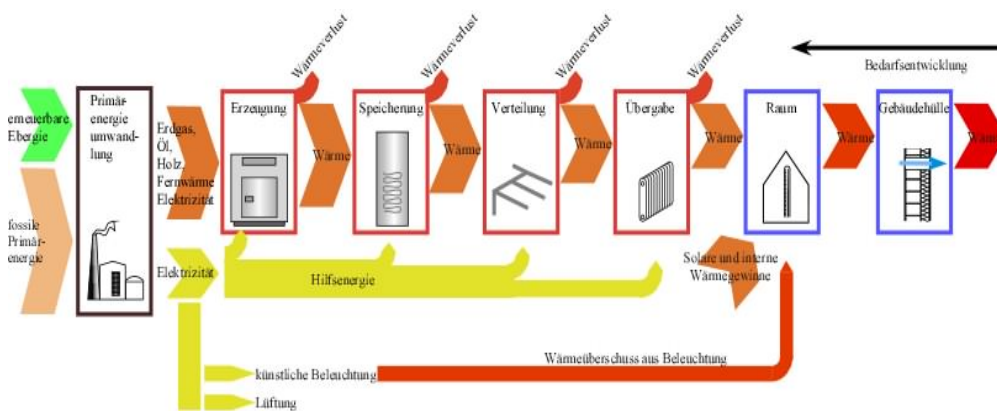 Wärmeverlust
Wärmeverlust
Wärmeverlust
Wärmeverlust
Bedarfsentwicklung
erneuerbare
Ebergie
fossile
Primär-
energie
Primär-
energie
umwand-
lung
Erdgas,
Öl,
Holz,
Fernwärme
Elektrizität
Elektrizität
Erzeugung
Wärme
Speicherung
Wärme
Verteilung
Wärme
Übergabe
Wärme
Raum
Wärme
Gebäudehülle
Hilfsenergie
Solare und interne
Wärmegewinne
Wärmeüberschuss aus Beleuchtung
künstliche Beleuchtung
Lüftung